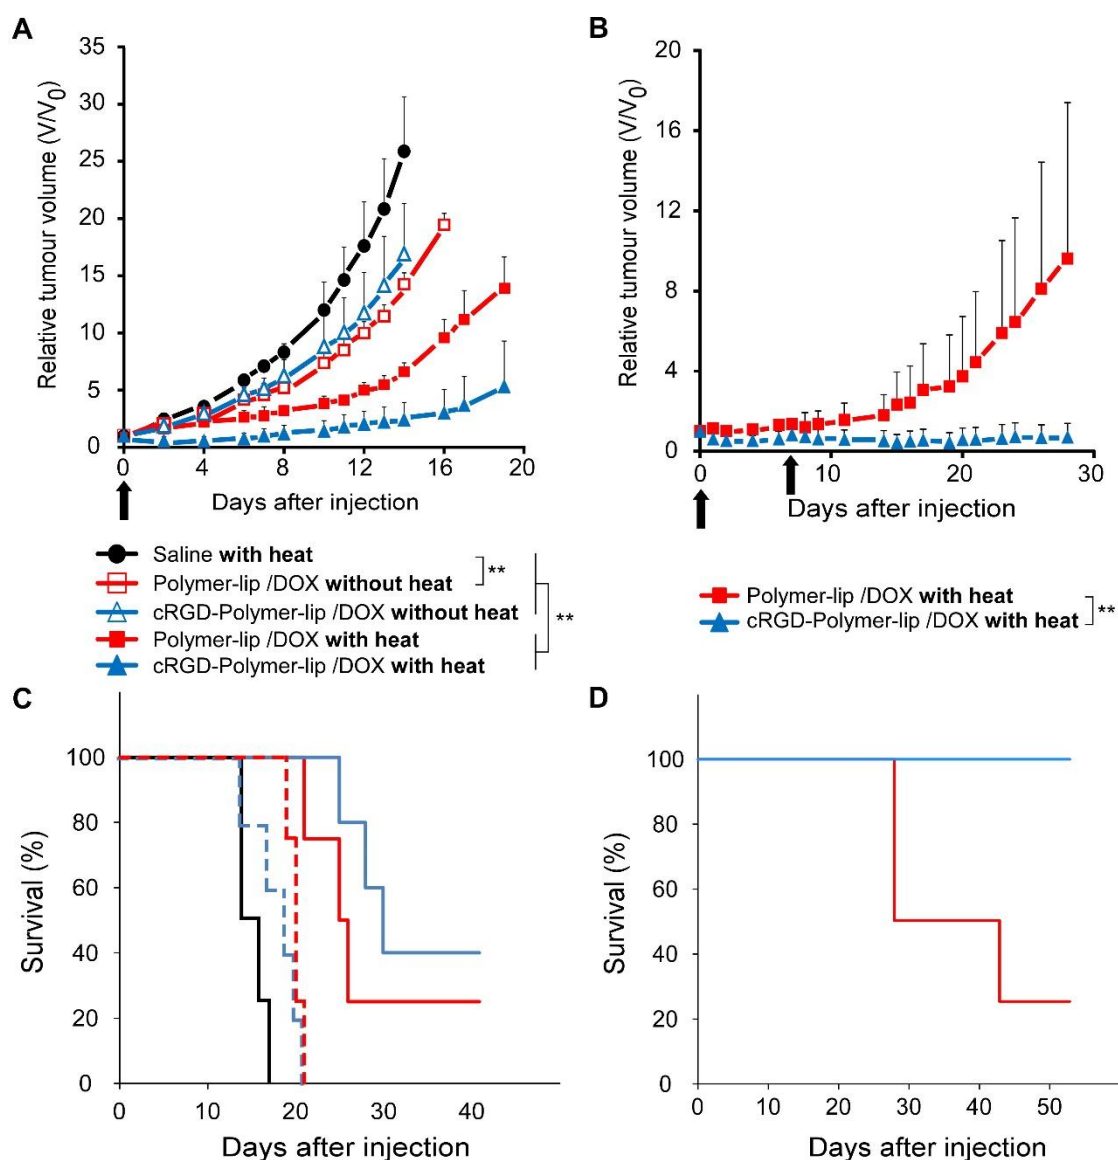 A
Relative tumour volume (V/V0)
35
30
25
20
15
10
5
0
0 4 8 12 16 20
Days after injection
B
Relative tumour volume (V/V0)
20
16
12
8
4
0
0 10 20 30
Days after injection
Saline with heat
Polymer-lip /DOX without heat
cRGD-Polymer-lip /DOX without heat
Polymer-lip /DOX with heat
cRGD-Polymer-lip /DOX with heat
**
**
Polymer-lip /DOX with heat
cRGD-Polymer-lip /DOX with heat
**
C
Survival (%)
100
80
60
40
20
0
0 10 20 30 40
Days after injection
D
Survival (%)
100
80
60
40
20
0
0 10 20 30 40 50
Days after injection